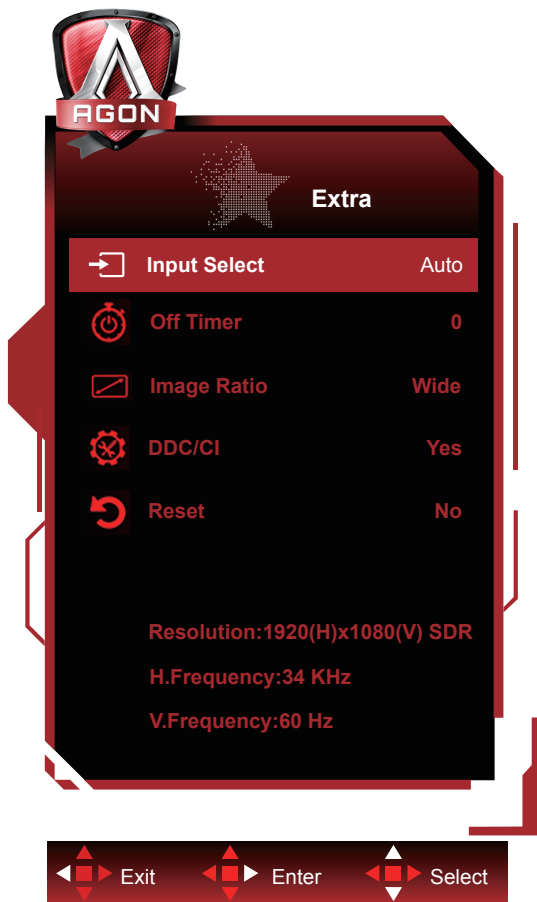 AGON
Extra
Input Select Auto
Off Timer 0
Image Ratio Wide
DDC/CI Yes
Reset No
Resolution:1920(H)x1080(V) SDR
H.Frequency:34 KHz
V.Frequency:60 Hz
Exit Enter Select